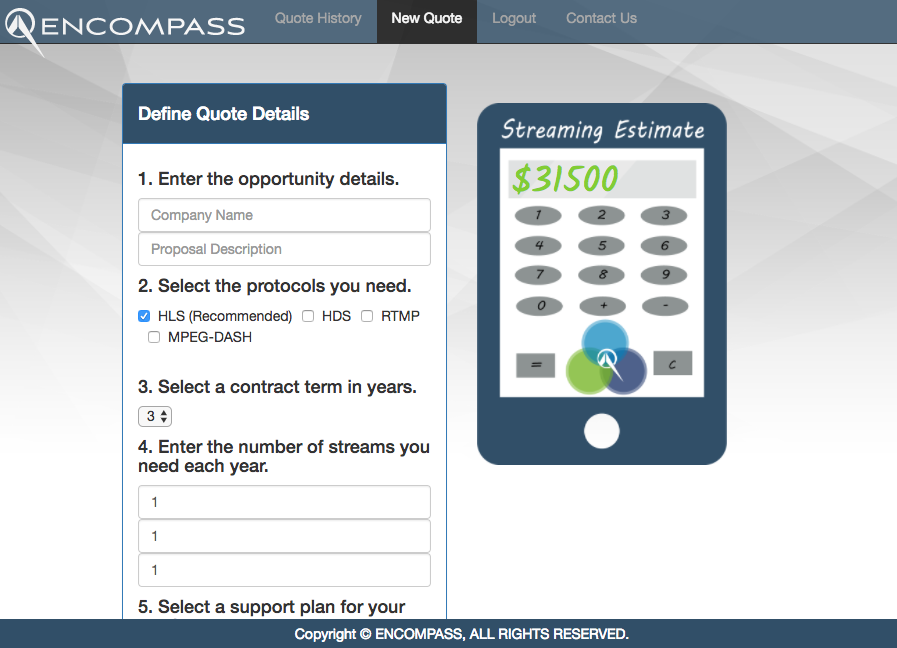 ENCOMPASS
Quote History
New Quote
Logout
Contact Us
Define Quote Details
1. Enter the opportunity details.
Company Name
Proposal Description
2. Select the protocols you need.
HLS (Recommended) HDS RTMP
MPEG-DASH
3. Select a contract term in years.
3
4. Enter the number of streams you
need each year.
1
1
1
5. Select a support plan for your
Streaming Estimate
$31500
1 2 3
4 5 6
7 8 9
0 + -
= C
Copyright © ENCOMPASS, ALL RIGHTS RESERVED.